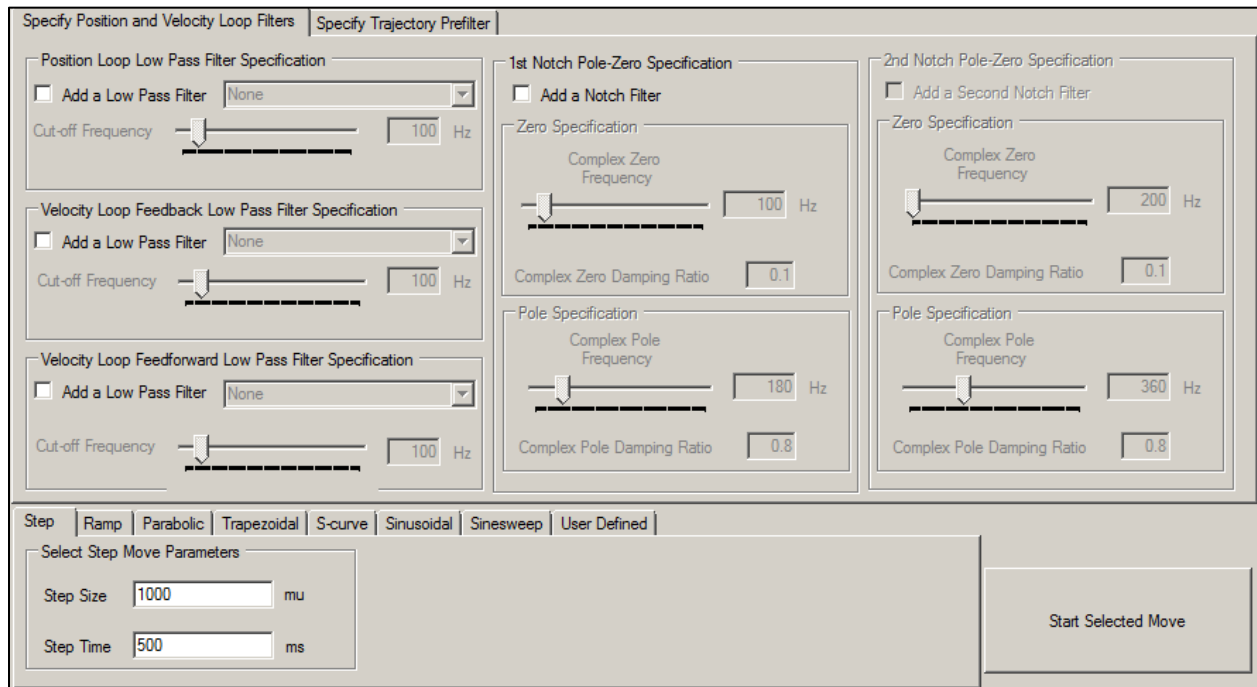 Specify Position and Velocity Loop Filters
Specify Trajectory Prefilter
Position Loop Low Pass Filter Specification
Add a Low Pass Filter
None
Cut-off Frequency
100
Hz
Velocity Loop Feedback Low Pass Filter Specification
Add a Low Pass Filter
None
Cut-off Frequency
100
Hz
Velocity Loop Feedforward Low Pass Filter Specification
Add a Low Pass Filter
None
Cut-off Frequency
100
Hz
1st Notch Pole-Zero Specification
Add a Notch Filter
Zero Specification
Complex Zero
Frequency
100
Hz
Complex Zero Damping Ratio
0.1
Pole Specification
Complex Pole
Frequency
180
Hz
Complex Pole Damping Ratio
0.8
2nd Notch Pole-Zero Specification
Add a Second Notch Filter
Zero Specification
Complex Zero
Frequency
200
Hz
Complex Zero Damping Ratio
0.1
Pole Specification
Complex Pole
Frequency
360
Hz
Complex Pole Damping Ratio
0.8
Step
Ramp
Parabolic
Trapezoidal
S-curve
Sinusoidal
Sinesweep
User Defined
Select Step Move Parameters
Step Size
1000
mu
Step Time
500
ms
Start Selected Move